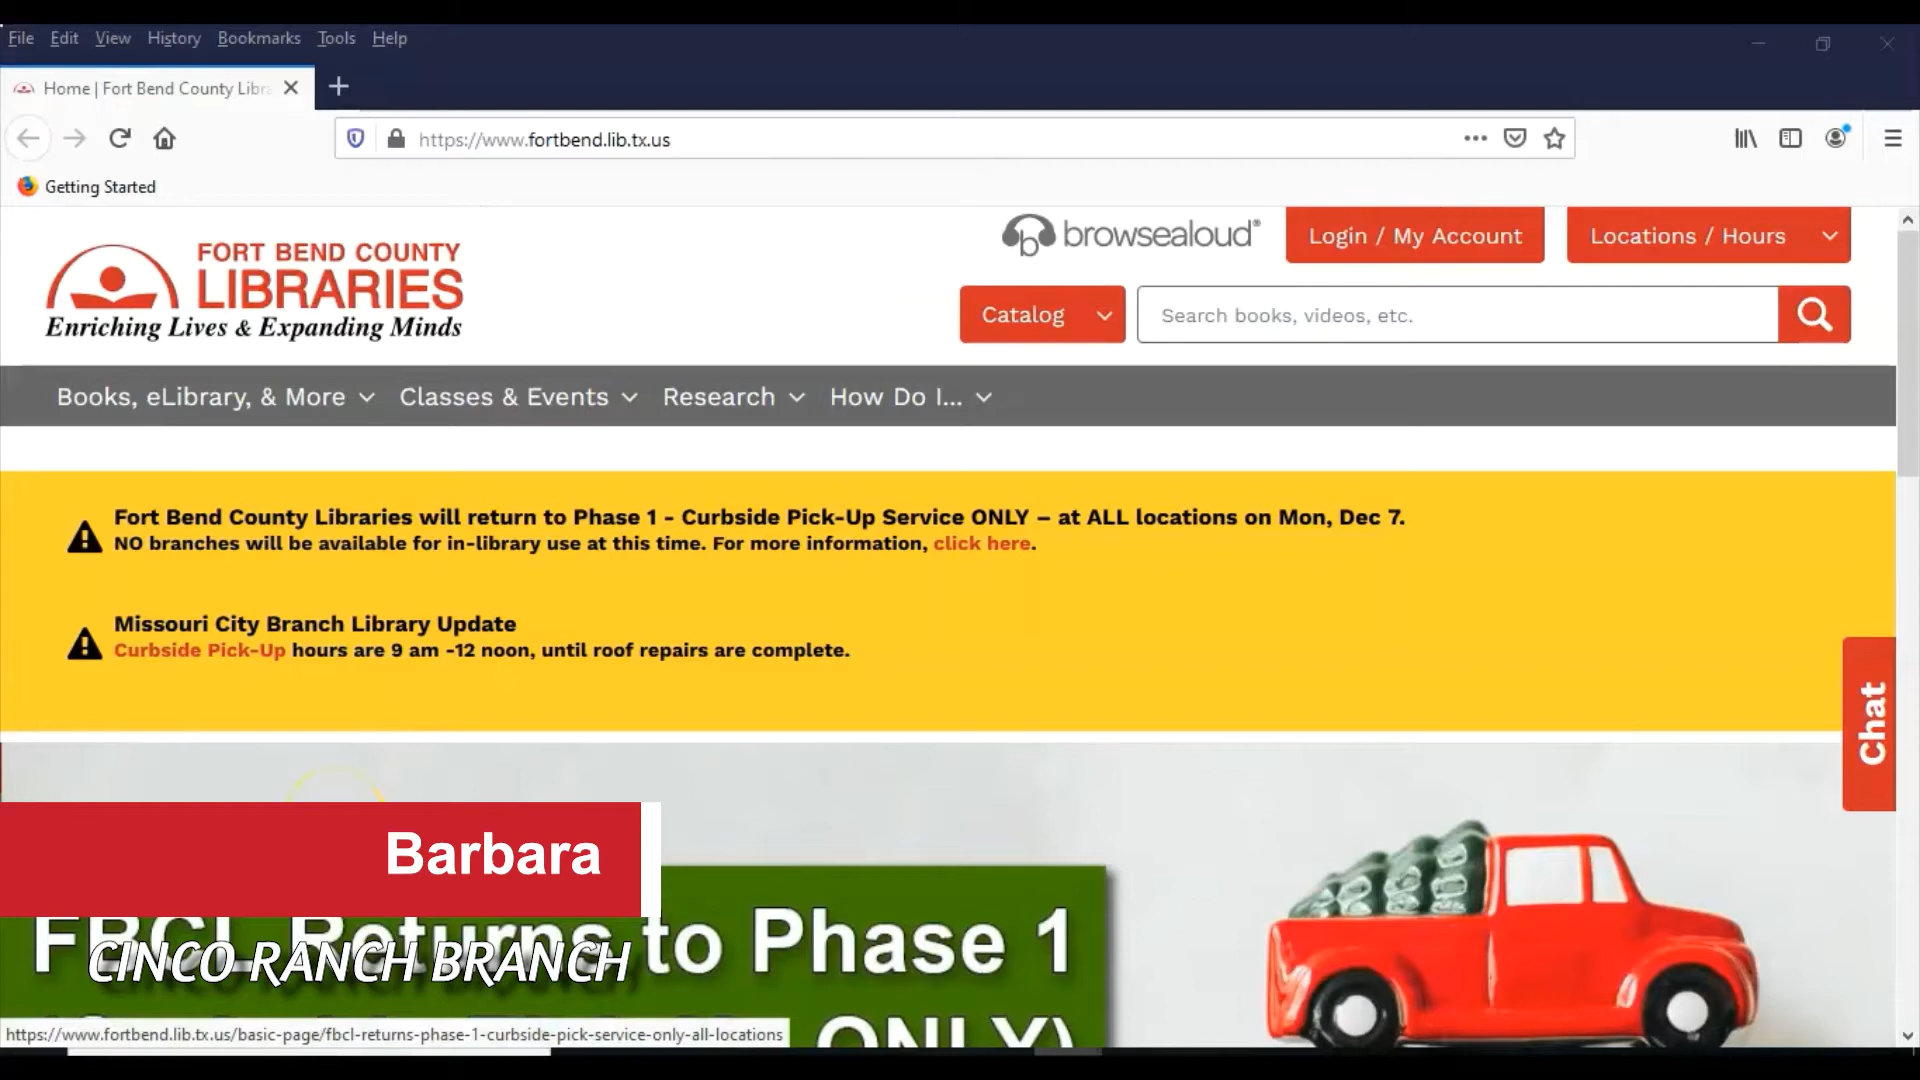 File Edit View History Bookmarks Tools Help
Home | Fort Bend County Libra
https://www.fortbend.lib.tx.us
Getting Started
browsealoud
Login / My Account
Locations / Hours
FORT BEND COUNTY
LIBRARIES
Enriching Lives & Expanding Minds
Catalog
Search books, videos, etc.
Books, eLibrary, & More
Classes & Events
Research
How Do I...
Fort Bend County Libraries will return to Phase 1 - Curbside Pick-Up Service ONLY – at ALL locations on Mon, Dec 7.
NO branches will be available for in-library use at this time. For more information, click here.
Missouri City Branch Library Update
Curbside Pick-Up hours are 9 am -12 noon, until roof repairs are complete.
Chat
Barbara
FBCL Returns to Phase 1
CINCO RANCH BRANCH
ONLY)
https://www.fortbend.lib.tx.us/basic-page/fbcl-returns-phase-1-curbside-pick-service-only-all-locations